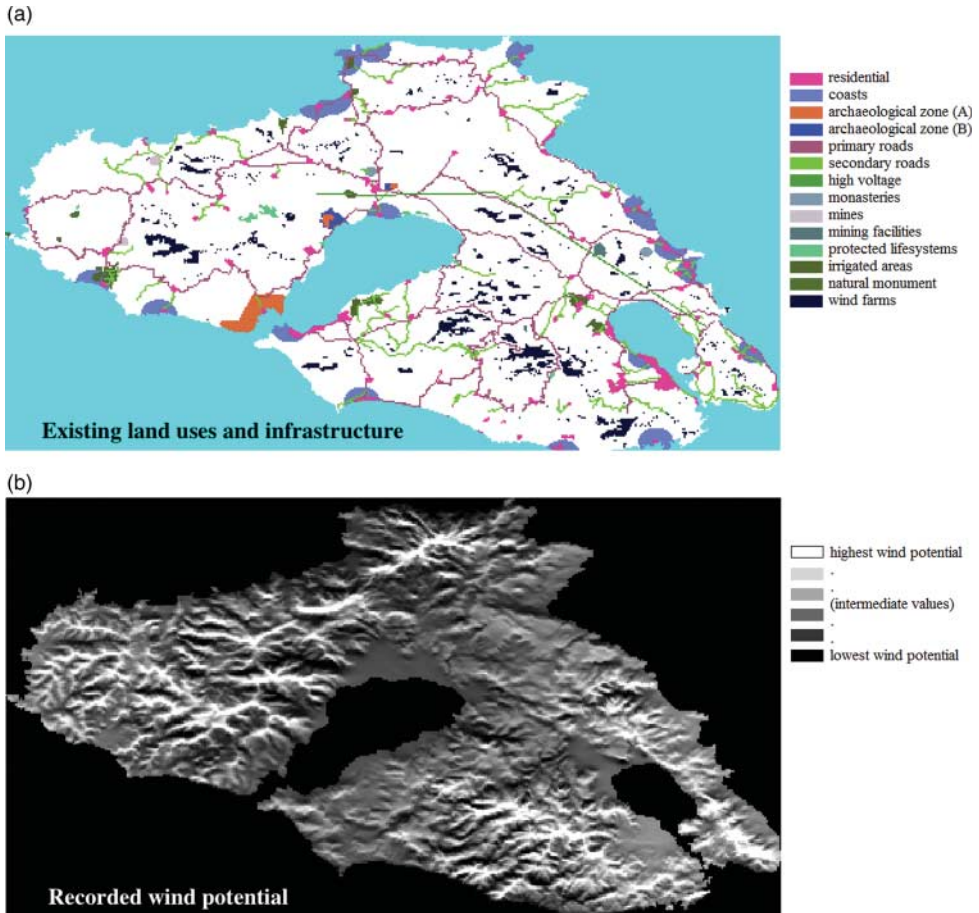 (a)
residential
coasts
archaeological zone (A)
archaeological zone (B)
primary roads
secondary roads
high voltage
monasteries
mines
mining facilities
protected lifesystems
irrigated areas
natural monument
wind farms
Existing land uses and infrastructure
(b)
highest wind potential
.
.
(intermediate values)
.
.
lowest wind potential
Recorded wind potential